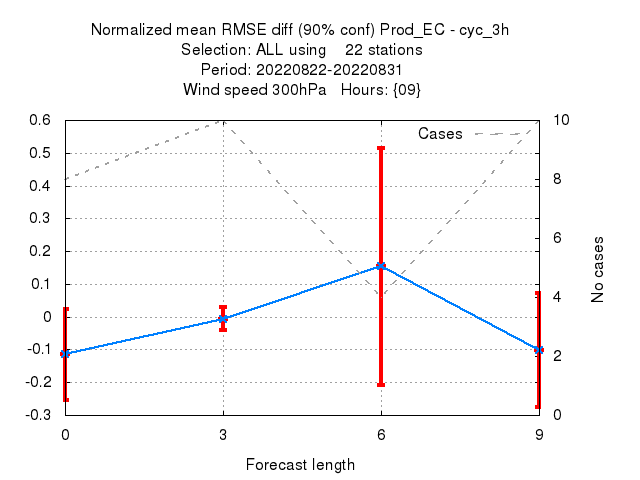 Normalized mean RMSE diff (90% conf) Prod_EC - cyc_3h
Selection: ALL using    22 stations
Period: 20220822-20220831
Wind speed 300hPa   Hours: {09}
Cases
0.6
0.5
0.4
0.3
0.2
0.1
0
-0.1
-0.2
-0.3
10
8
6
4
2
0
No cases
0 3 6 9
Forecast length